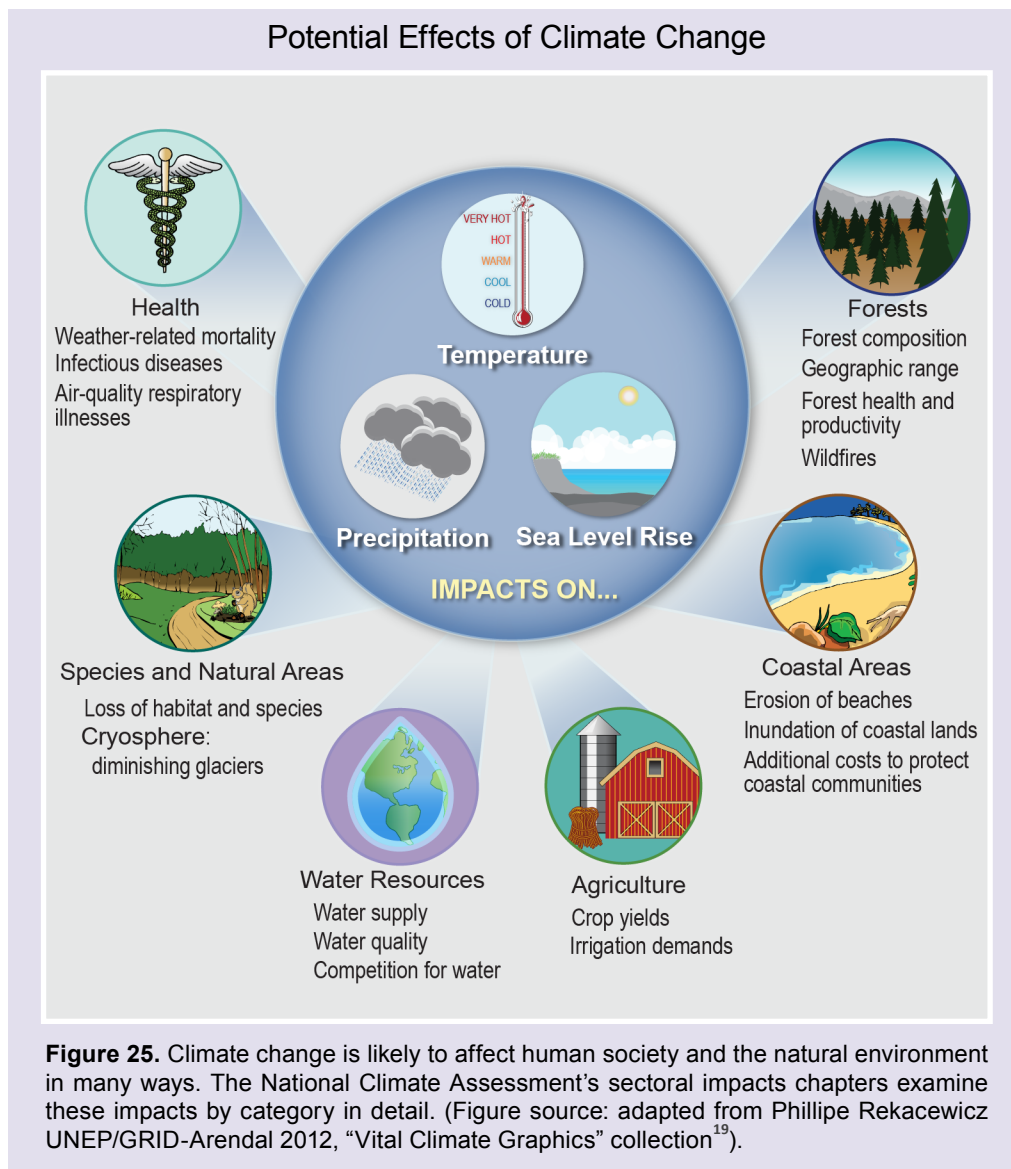 Potential Effects of Climate Change
VERY HOT
HOT
WARM
COOL
COLD
Temperature
Precipitation
Sea Level Rise
IMPACTS ON...
Health
Weather-related mortality
Infectious diseases
Air-quality respiratory
illnesses
Forests
Forest composition
Geographic range
Forest health and
productivity
Wildfires
Species and Natural Areas
Loss of habitat and species
Cryosphere:
diminishing glaciers
Coastal Areas
Erosion of beaches
Inundation of coastal lands
Additional costs to protect
coastal communities
Water Resources
Water supply
Water quality
Competition for water
Agriculture
Crop yields
Irrigation demands
Figure 25. Climate change is likely to affect human society and the natural environment
in many ways. The National Climate Assessment’s sectoral impacts chapters examine
these impacts by category in detail. (Figure source: adapted from Phillipe Rekacewicz
UNEP/GRID-Arendal 2012, “Vital Climate Graphics” collection19).